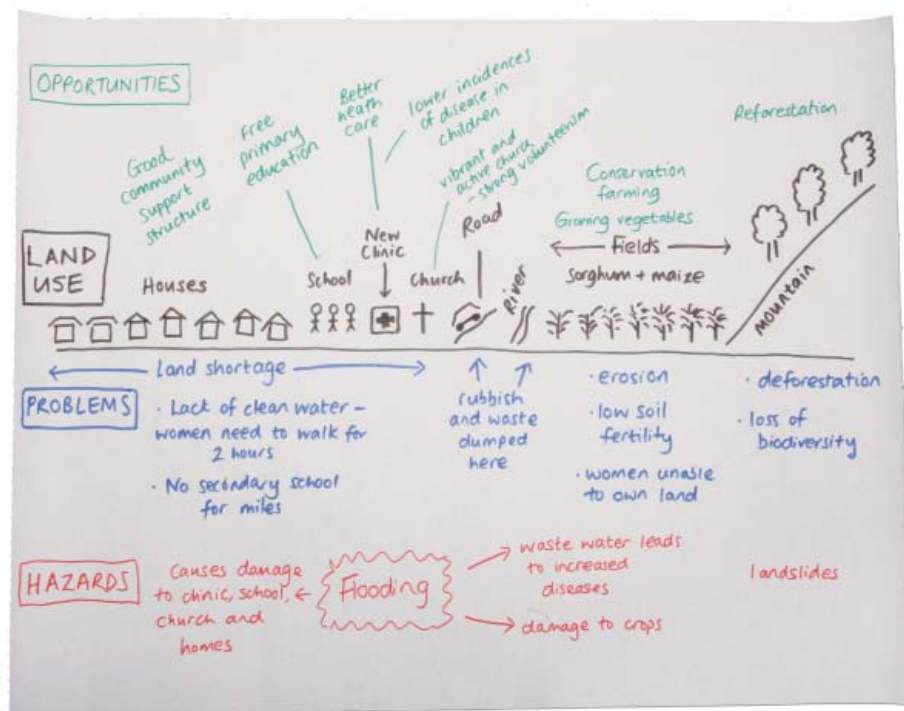 OPPORTUNITIES
Good
community
support
structure
Free
primary
education
Better
heath
care
lower incidences
of disease in
children
vibrant and
active church
- strong volunteerism
Conservation
farming
Growing vegetables
Reforestation
LAND
USE
Houses
School
New
Clinic
Church
Road
River
Fields
Sorghum + maize
mountain
PROBLEMS
Land shortage
· Lack of clean water –
women need to walk for
2 hours
· No secondary school
for miles
rubbish
and waste
dumped
here
· erosion
· low soil
fertility
· women unable
to own land
· deforestation
· loss of
biodiversity
HAZARDS
Causes damage
to clinic, school,
church and
homes
Flooding
waste water leads
to increased
diseases
damage to crops
landslides